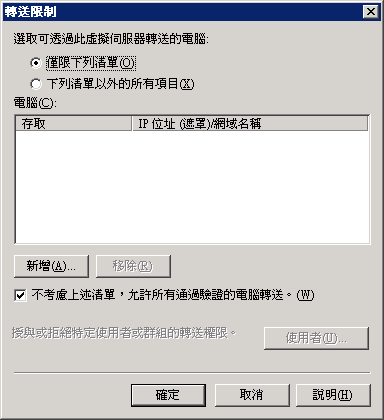 轉送限制
選取可透過此虛擬伺服器轉送的電腦:
僅限下列清單(O)
下列清單以外的所有項目(X)
電腦(C):
存取 IP 位址 (遮罩)/網域名稱
新增(A)... 移除(R)
不考慮上述清單，允許所有通過驗證的電腦轉送。(W)
授與或拒絕特定使用者或群組的轉送權限。 使用者(U)...
確定 取消 說明(H)